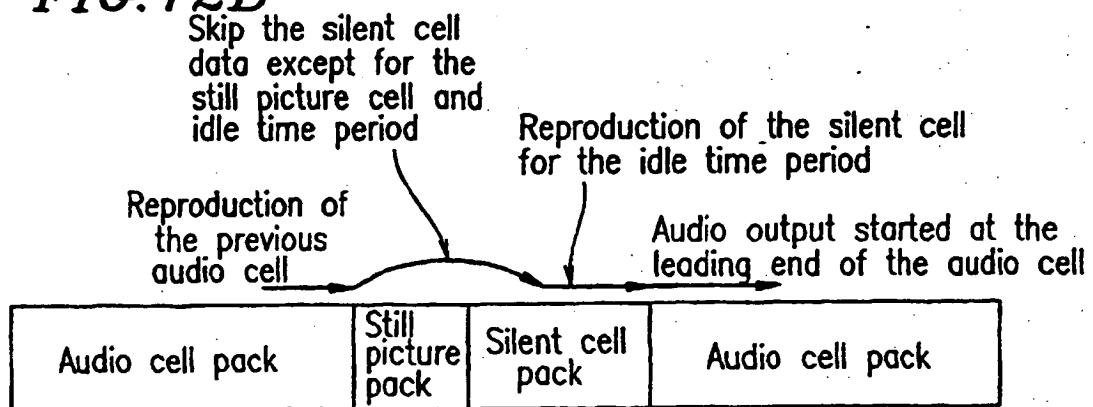 FIG. 72B
Skip the silent cell
data except for the
still picture cell and
idle time period
Reproduction of the silent cell
for the idle time period
Reproduction of
the previous
audio cell
Audio output started at the
leading end of the audio cell
Audio cell pack
Still
picture
pack
Silent cell
pack
Audio cell pack